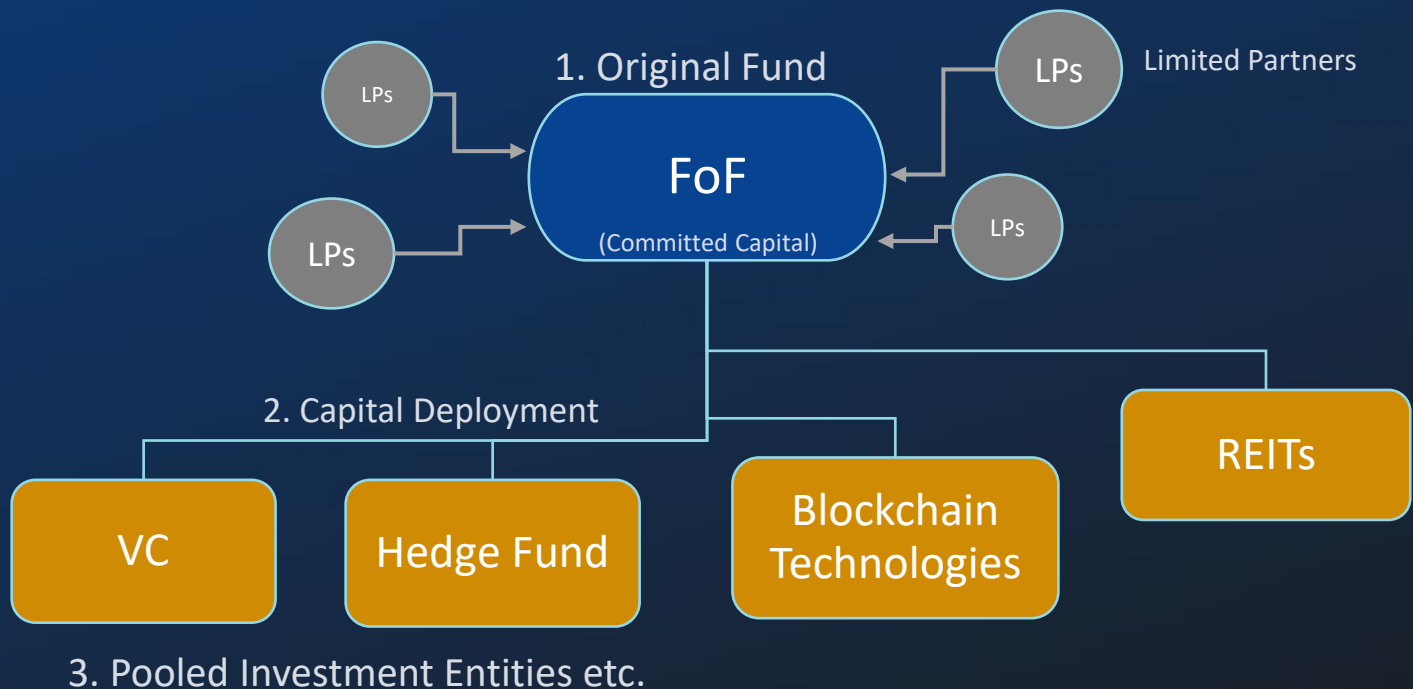 1. Original Fund
LPs
LPs
Limited Partners
FoF
(Committed Capital)
LPs
LPs
2. Capital Deployment
REITs
VC
Hedge Fund
Blockchain
Technologies
3. Pooled Investment Entities etc.